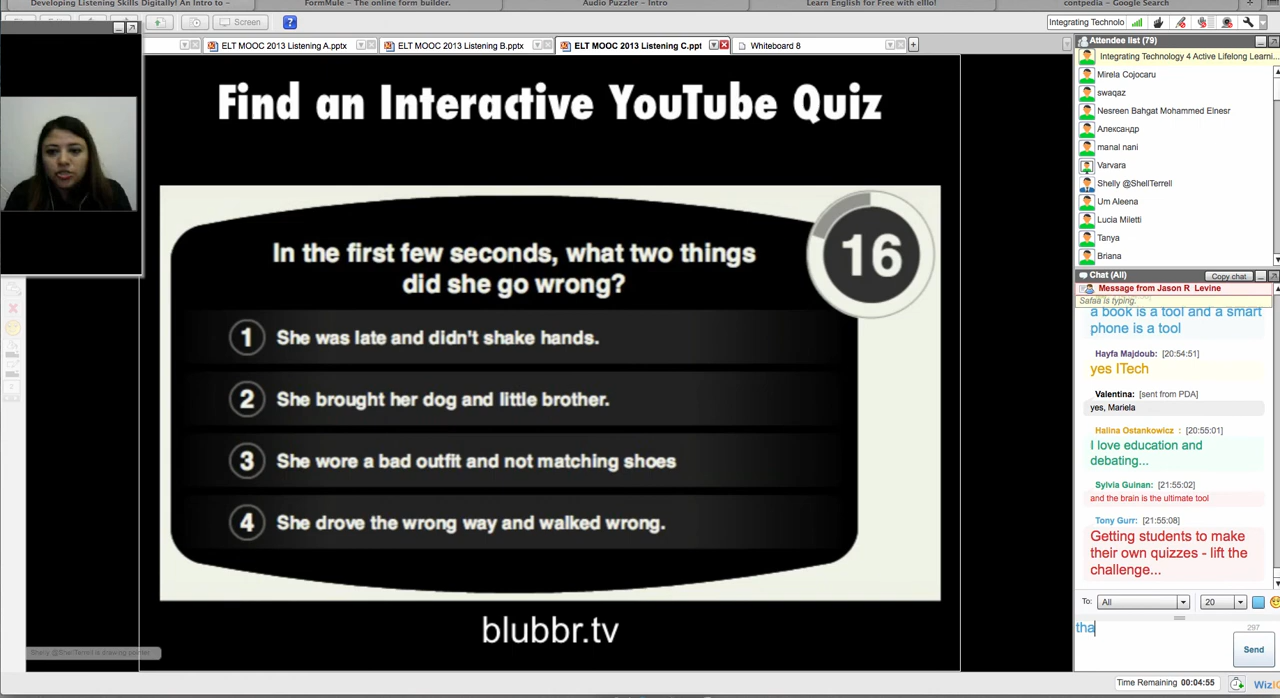 Developing Listening Skills Digitally! An Intro to -
FormMule - The online form builder.
Audio Puzzler - Intro
Learn English for Free with elllo!
contpedia - Google Search
Screen
Integrating Technolo
ELT MOOC 2013 Listening A.pptx
ELT MOOC 2013 Listening B.pptx
ELT MOOC 2013 Listening C.ppt
Whiteboard 8
Find an Interactive YouTube Quiz
In the first few seconds, what two things
did she go wrong?
16
1 She was late and didn't shake hands.
2 She brought her dog and little brother.
3 She wore a bad outfit and not matching shoes
4 She drove the wrong way and walked wrong.
blubbr.tv
Shelly @ShellTerrell is drawing pointer
Attendee list (79)
Integrating Technology 4 Active Lifelong Learni...
Mirela Cojocaru
swaqaz
Nesreen Bahgat Mohammed Elnesr
Александр
manal nani
Varvara
Shelly @ShellTerrell
Um Aleena
Lucia Miletti
Tanya
Briana
Chat (All)
Copy chat
Message from Jason R Levine
Safaa is typing.
a book is a tool and a smart
phone is a tool
Hayfa Majdoub: [20:54:51]
yes ITech
Valentina: [sent from PDA]
yes, Mariela
Halina Ostankowicz : [20:55:01]
I love education and
debating...
Sylvia Guinan: [21:55:02]
and the brain is the ultimate tool
Tony Gurr: [21:55:08]
Getting students to make
their own quizzes - lift the
challenge...
To: All 20
tha
297
Send
Time Remaining 00:04:55
WizIQ